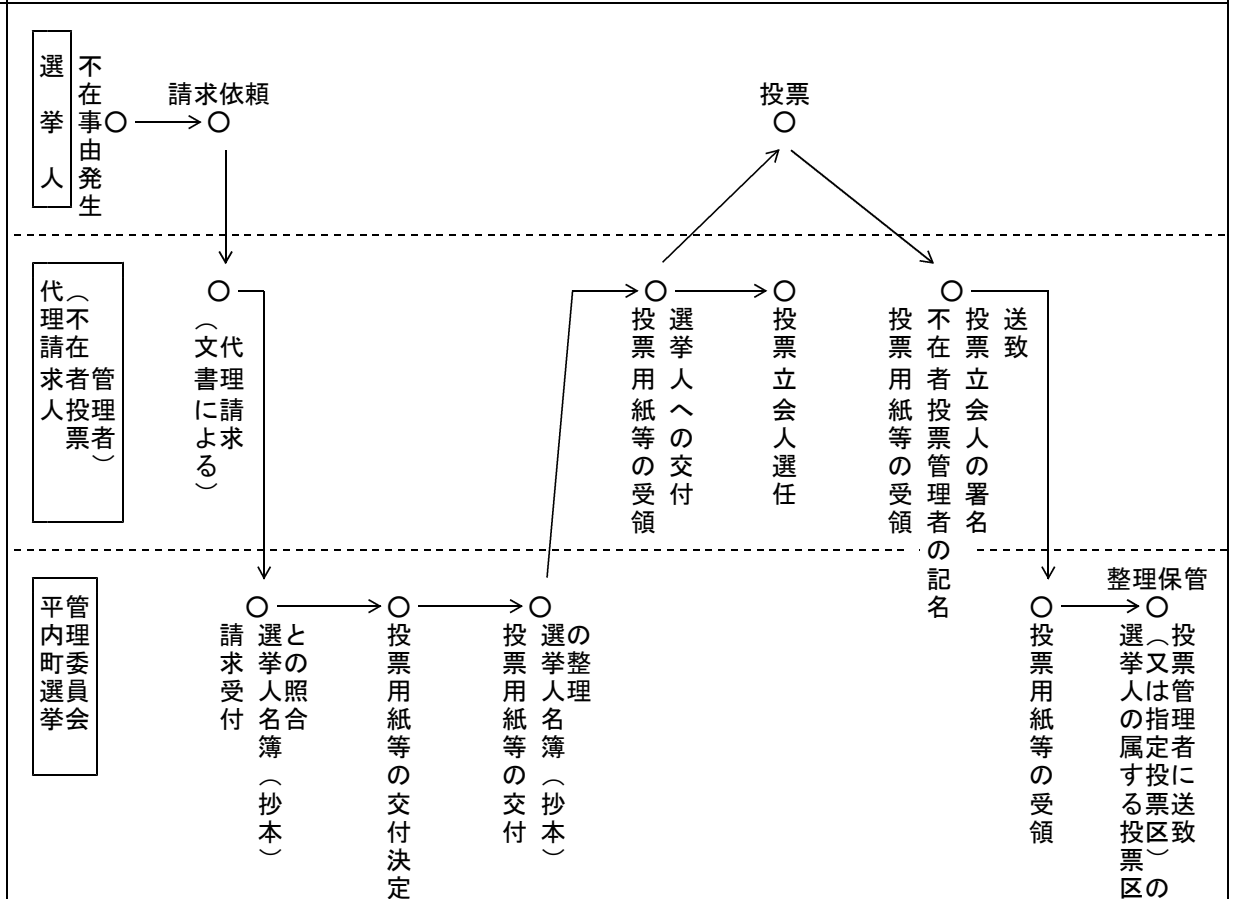 選挙人
不在事由発生
請求依頼
投票
代理請求人
（不在者投票
管理者）
代理請求
（文書による）
投票用紙等の受領
選挙人への交付
投票立会人選任
投票用紙等の受領
不在者投票管理者の記名
投票立会人の署名
送致
平内町選挙
管理委員会
請求受付
選挙人名簿（抄本）
との照合
投票用紙等の交付決定
投票用紙等の交付
選挙人名簿（抄本）
の整理
投票用紙等の受領
整理保管
選挙人の属する投票区
（又は指定投票区）の
投票管理者に送致